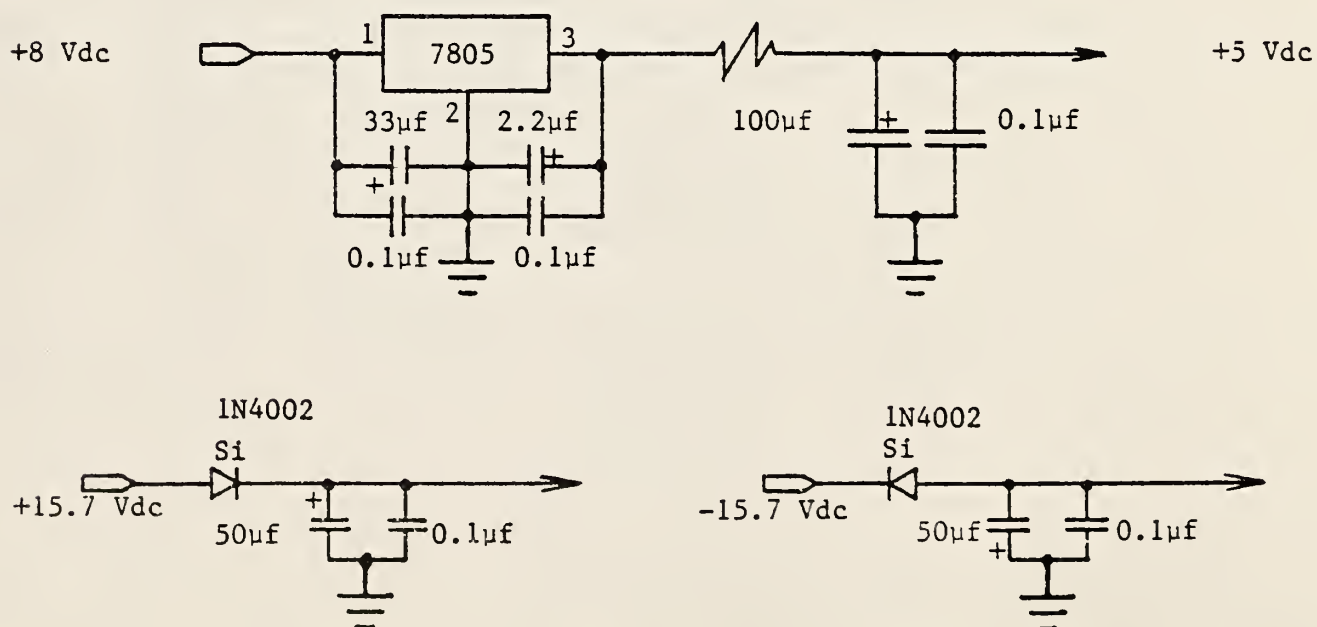 +8 Vdc
1
7805
3
+5 Vdc
2
33µf
2.2µf
+
+
0.1µf
0.1µf
100µf
+
0.1µf
1N4002
Si
+15.7 Vdc
+
50µf
0.1µf
1N4002
Si
-15.7 Vdc
50µf
+
0.1µf